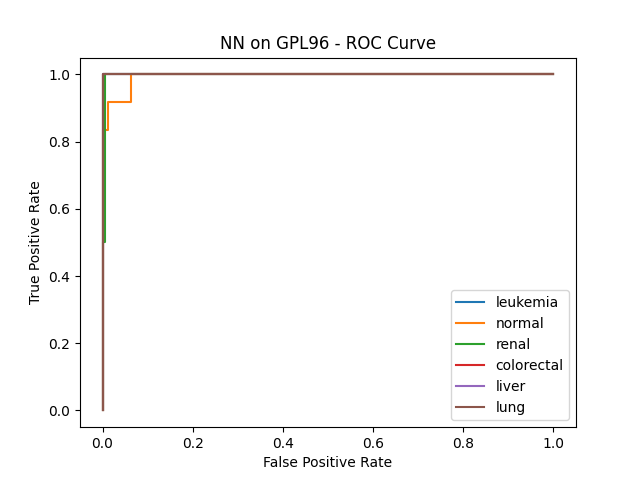 NN on GPL96 - ROC Curve
True Positive Rate
1.0
0.8
0.6
0.4
0.2
0.0
leukemia
normal
renal
colorectal
liver
lung
0.0 0.2 0.4 0.6 0.8 1.0
False Positive Rate